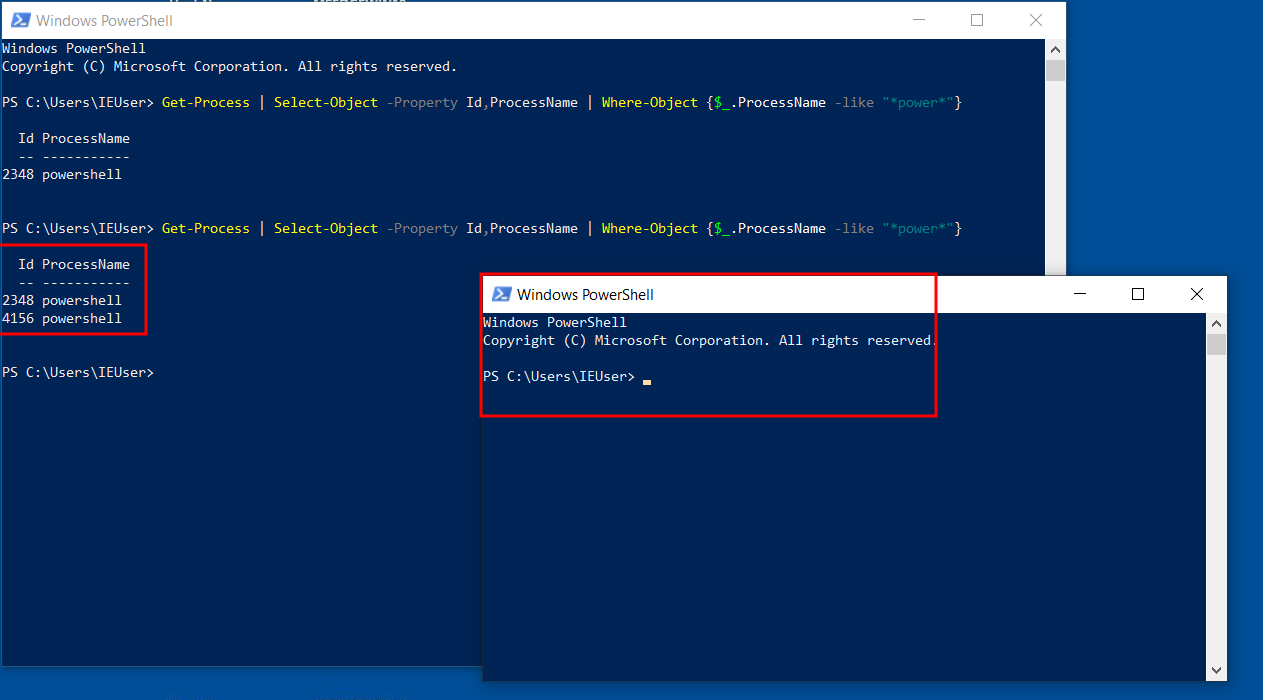 Windows PowerShell
Windows PowerShell
Copyright (C) Microsoft Corporation. All rights reserved.
PS C:\Users\IEUser> Get-Process | Select-Object -Property Id,ProcessName | Where-Object {$_.ProcessName -like "*power*"}
Id ProcessName
-- -----------
2348 powershell
PS C:\Users\IEUser> Get-Process | Select-Object -Property Id,ProcessName | Where-Object {$_.ProcessName -like "*power*"}
Id ProcessName
-- -----------
2348 powershell
4156 powershell
PS C:\Users\IEUser>
Windows PowerShell
Windows PowerShell
Copyright (C) Microsoft Corporation. All rights reserved.
PS C:\Users\IEUser>